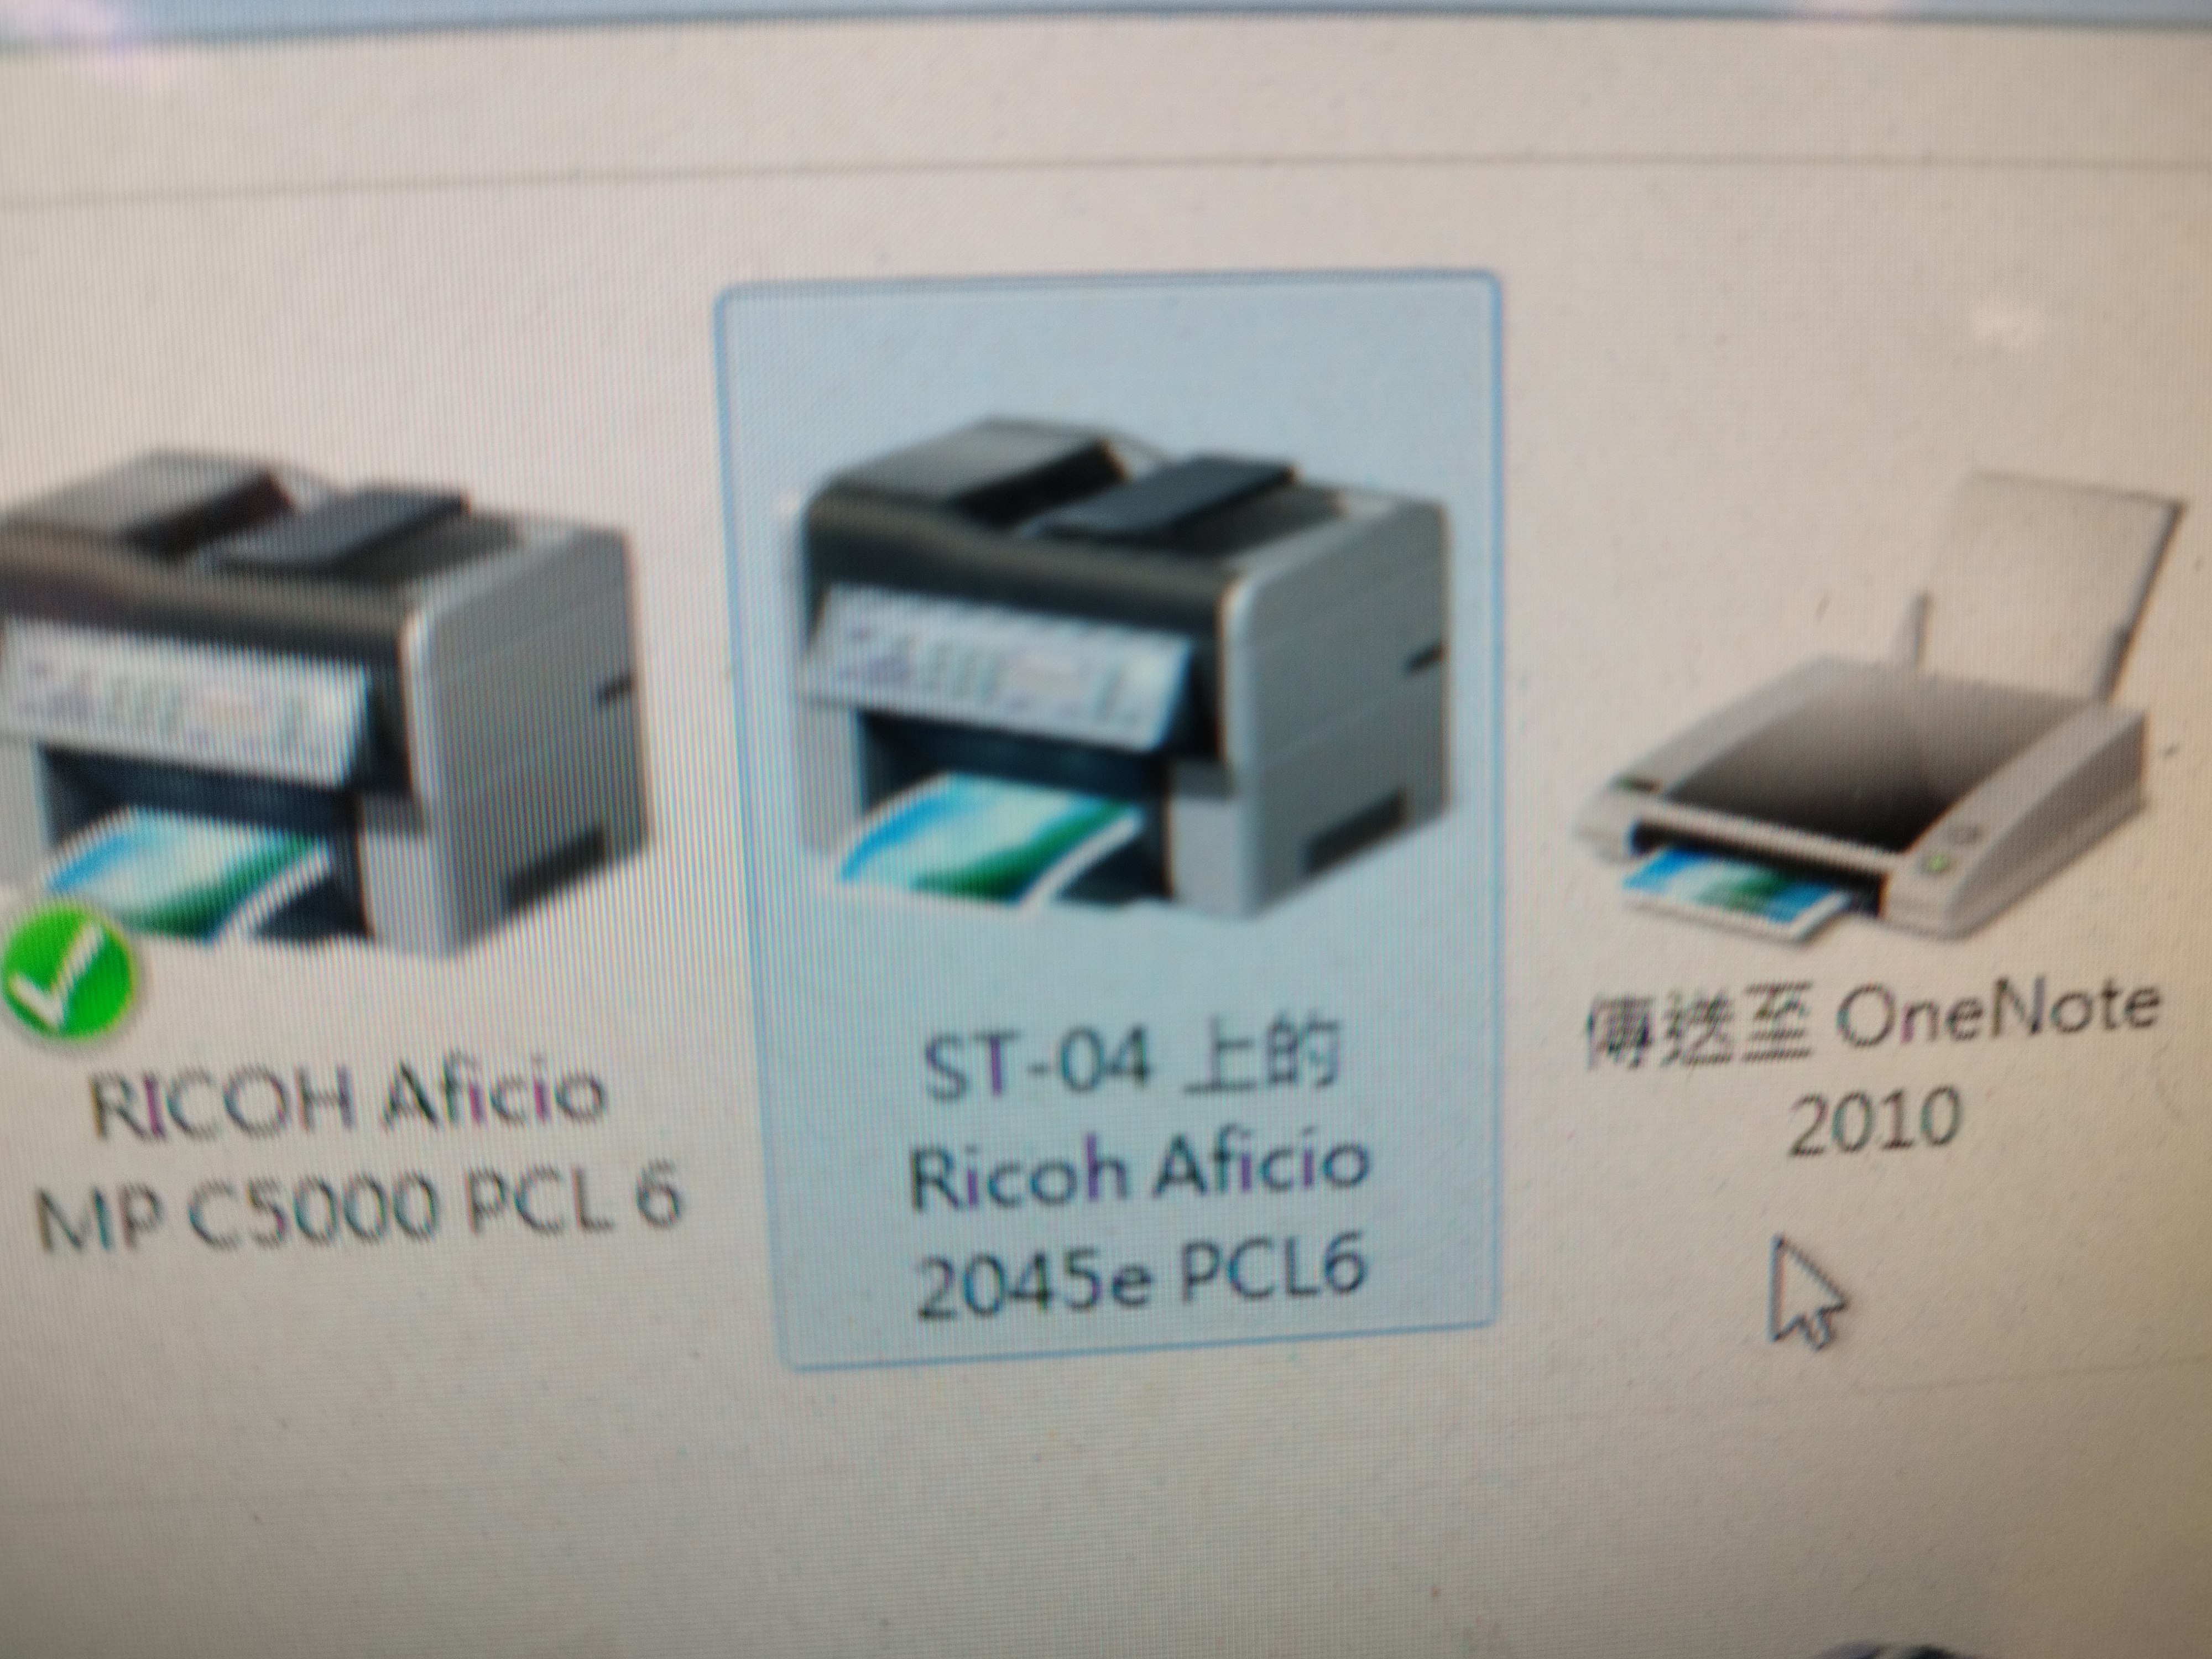 RICOH Aficio
MP C5000 PCL 6
ST-04 上的
Ricoh Aficio
2045e PCL6
傳送至 OneNote
2010